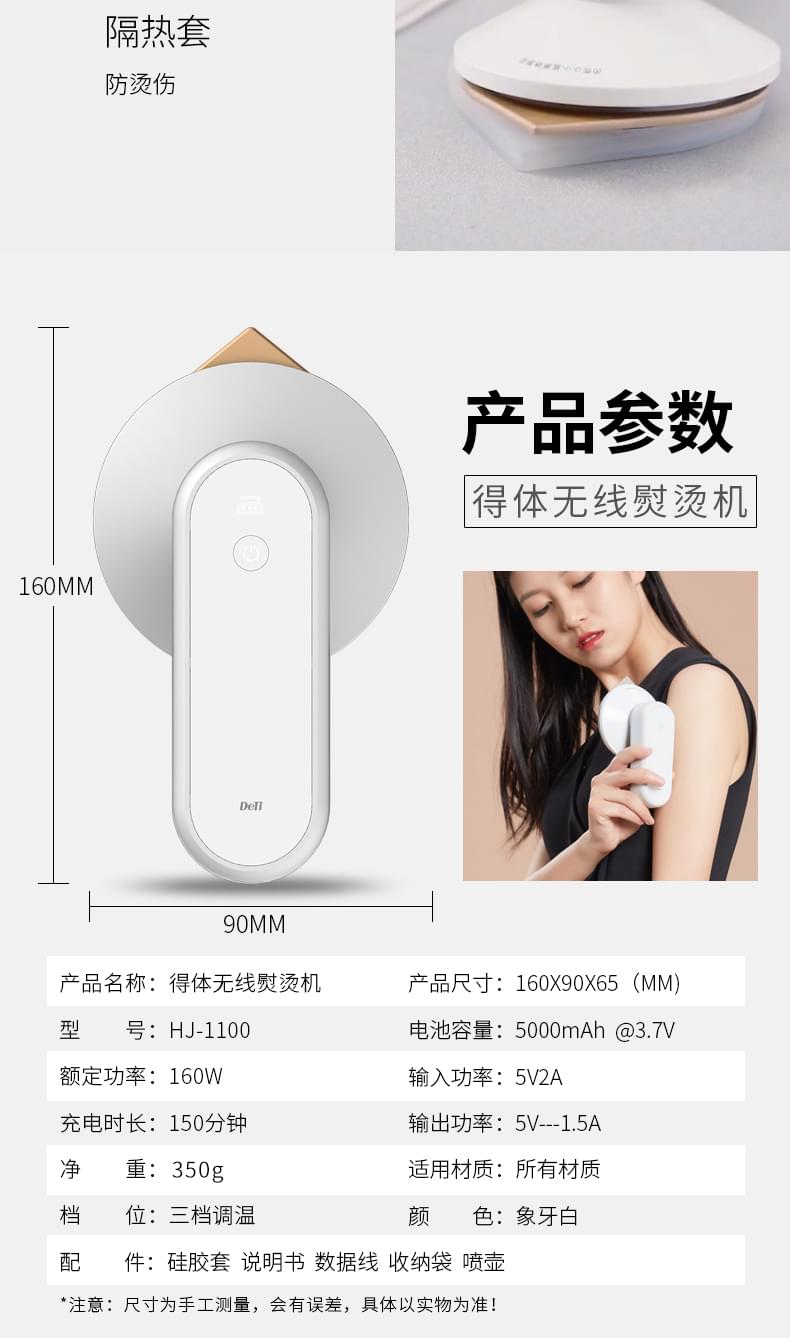 隔热套
防烫伤
产品参数
得体无线熨烫机
160MM
DeTi
90MM
产品名称：得体无线熨烫机 产品尺寸：160X90X65（MM）
型 号：HJ-1100 电池容量：5000mAh @3.7V
额定功率：160W 输入功率：5V2A
充电时长：150分钟 输出功率：5V---1.5A
净 重：350g 适用材质：所有材质
档 位：三档调温 颜 色：象牙白
配 件：硅胶套 说明书 数据线 收纳袋 喷壶
*注意：尺寸为手工测量，会有误差，具体以实物为准！